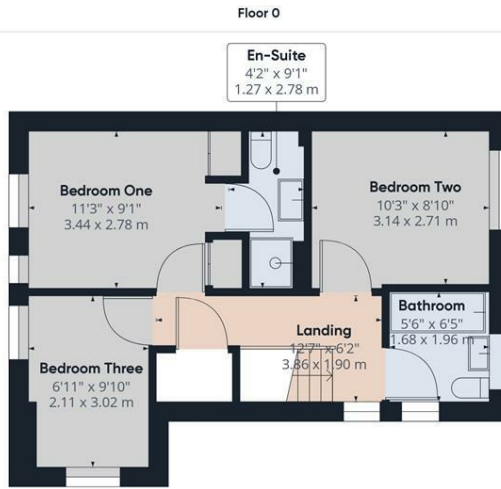 Floor 0
En-Suite
4'2" x 9'1"
1.27 x 2.78 m
Bedroom One
11'3" x 9'1"
3.44 x 2.78 m
Bedroom Two
10'3" x 8'10"
3.14 x 2.71 m
Bathroom
5'6" x 6'5"
1.68 x 1.96 m
Landing
12'7" x 6'2"
3.86 x 1.90 m
Bedroom Three
6'11" x 9'10"
2.11 x 3.02 m